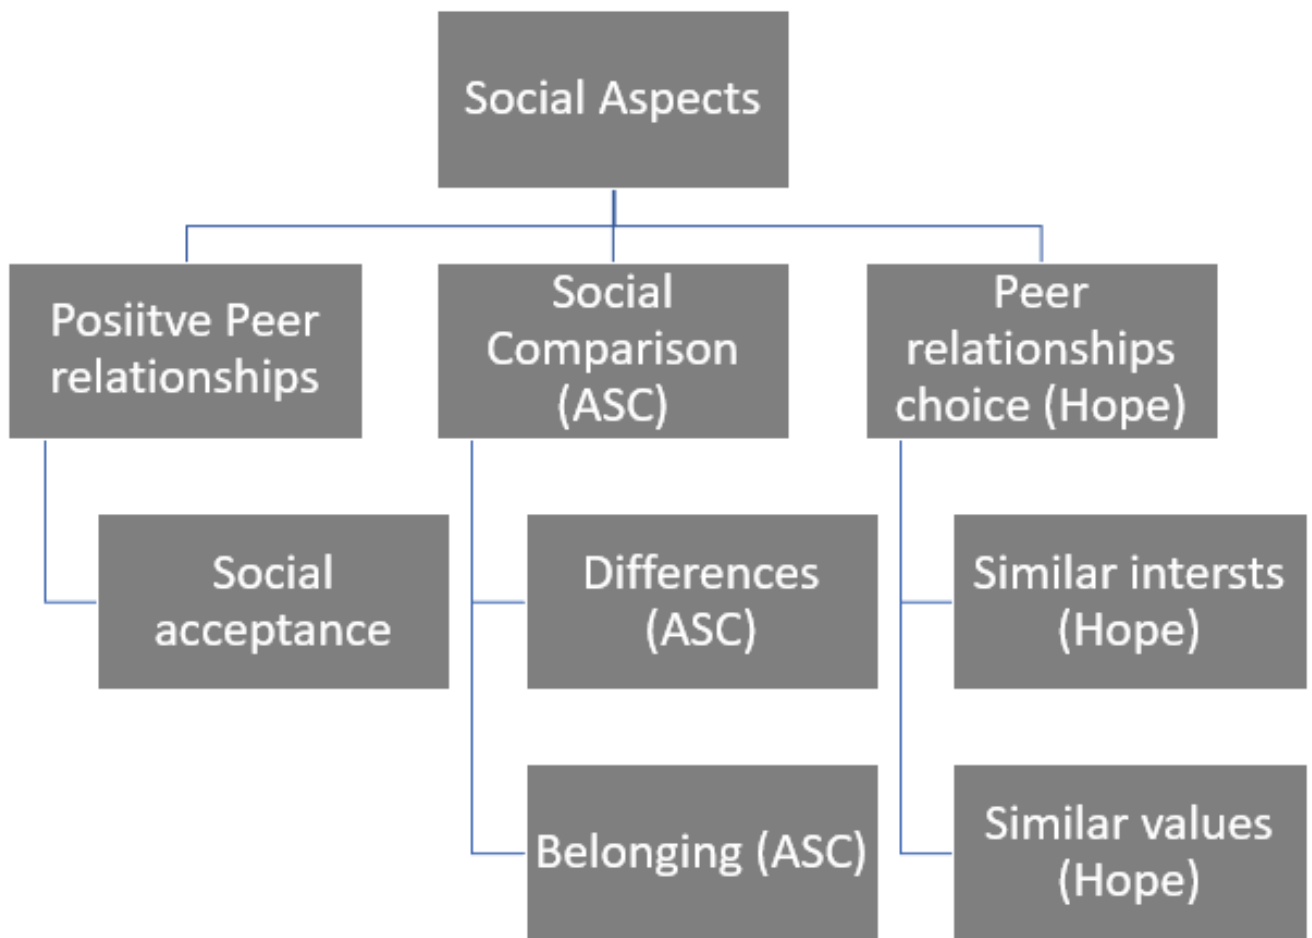 Social Aspects
Posiitve Peer
relationships
Social
Comparison
(ASC)
Peer
relationships
choice (Hope)
Social
acceptance
Differences
(ASC)
Similar intersts
(Hope)
Belonging (ASC)
Similar values
(Hope)